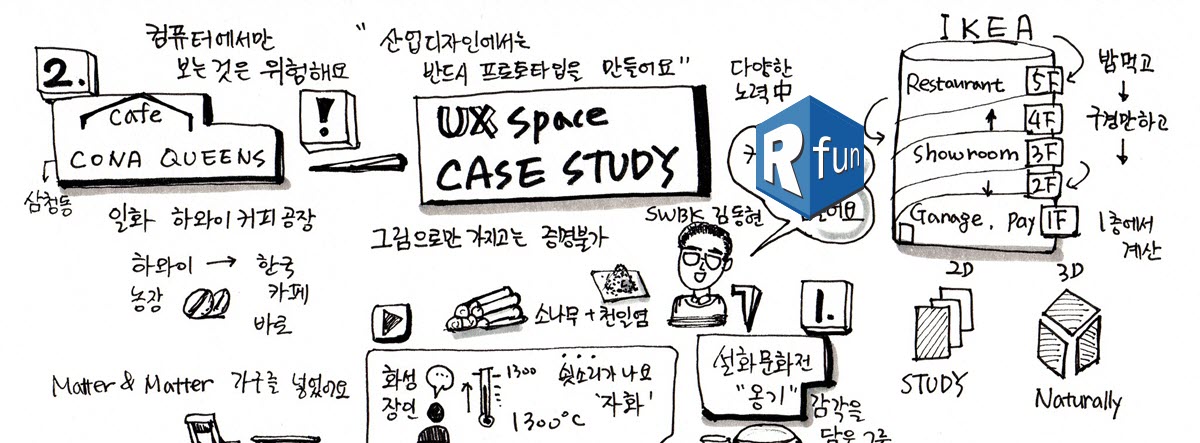 2.
컴퓨터에서만
보는것은 위험해요
Cafe
CONA QUEENS
삼청동
일화 하와이 커피 공장
하와이 → 한국
농장
카페
바로
Matter & Matter 가구를 넣었어요
!
"산업디자인에서는
반드시 프로토타입을 만들어요"
UX Space
CASE STUDY
그림으로만 가지고는 증명불가
소나무 + 천일염
화성
장연
1300
1300°C
쇳소리가 나요
'자화'
다양한
노력中
R fun
SWBK 김동현
1.
설화문화전
"옹기"
감각을
담은 그릇
IKEA
Restaurant 5F
4F
Showroom 3F
2F
Garage, Pay 1F
밥먹고
구경만하고
1층에서
계산
2D
STUDY
3D
Naturally